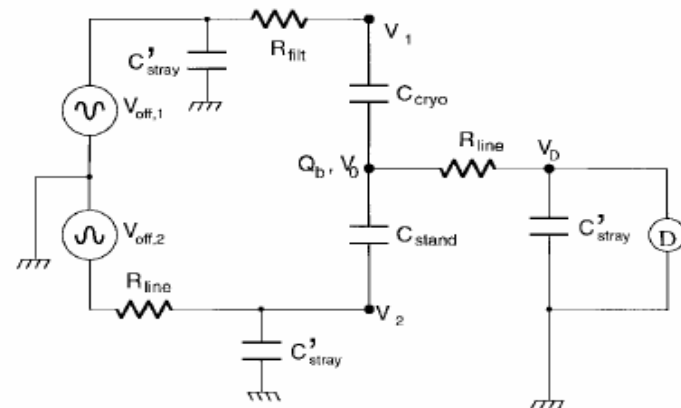 V1
Rfilt
C'stray
Ccryo
Voff,1
Rline
VD
Qb, V0
C'stray
D
Voff,2
Cstand
Rline
V2
C'stray